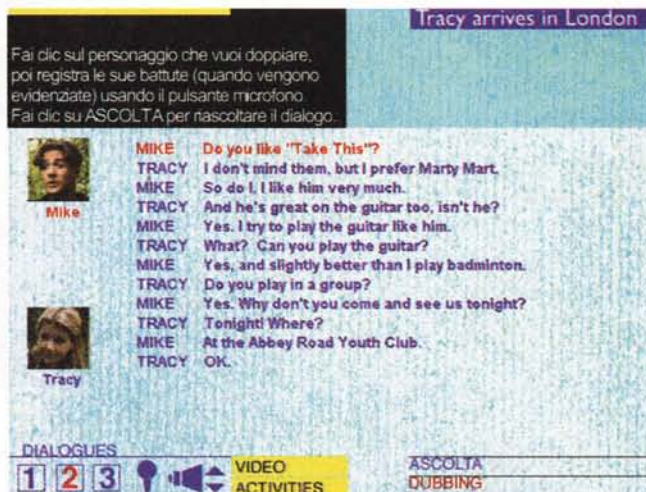 Tracy arrives in London
Fai clic sul personaggio che vuoi doppiare,
poi registra le sue battute (quando vengono
evidenziate) usando il pulsante microfono.
Fai clic su ASCOLTA per riascoltare il dialogo.
MIKE Do you like "Take This"?
TRACY I don't mind them, but I prefer Marty Mart.
MIKE So do I. I like him very much.
TRACY And he's great on the guitar too, isn't he?
MIKE Yes. I try to play the guitar like him.
TRACY What? Can you play the guitar?
MIKE Yes, and slightly better than I play badminton.
TRACY Do you play in a group?
MIKE Yes. Why don't you come and see us tonight?
TRACY Tonight! Where?
MIKE At the Abbey Road Youth Club.
TRACY OK.
Mike
Tracy
DIALOGUES
1 2 3
VIDEO
ACTIVITIES
ASCOLTA
DUBBING